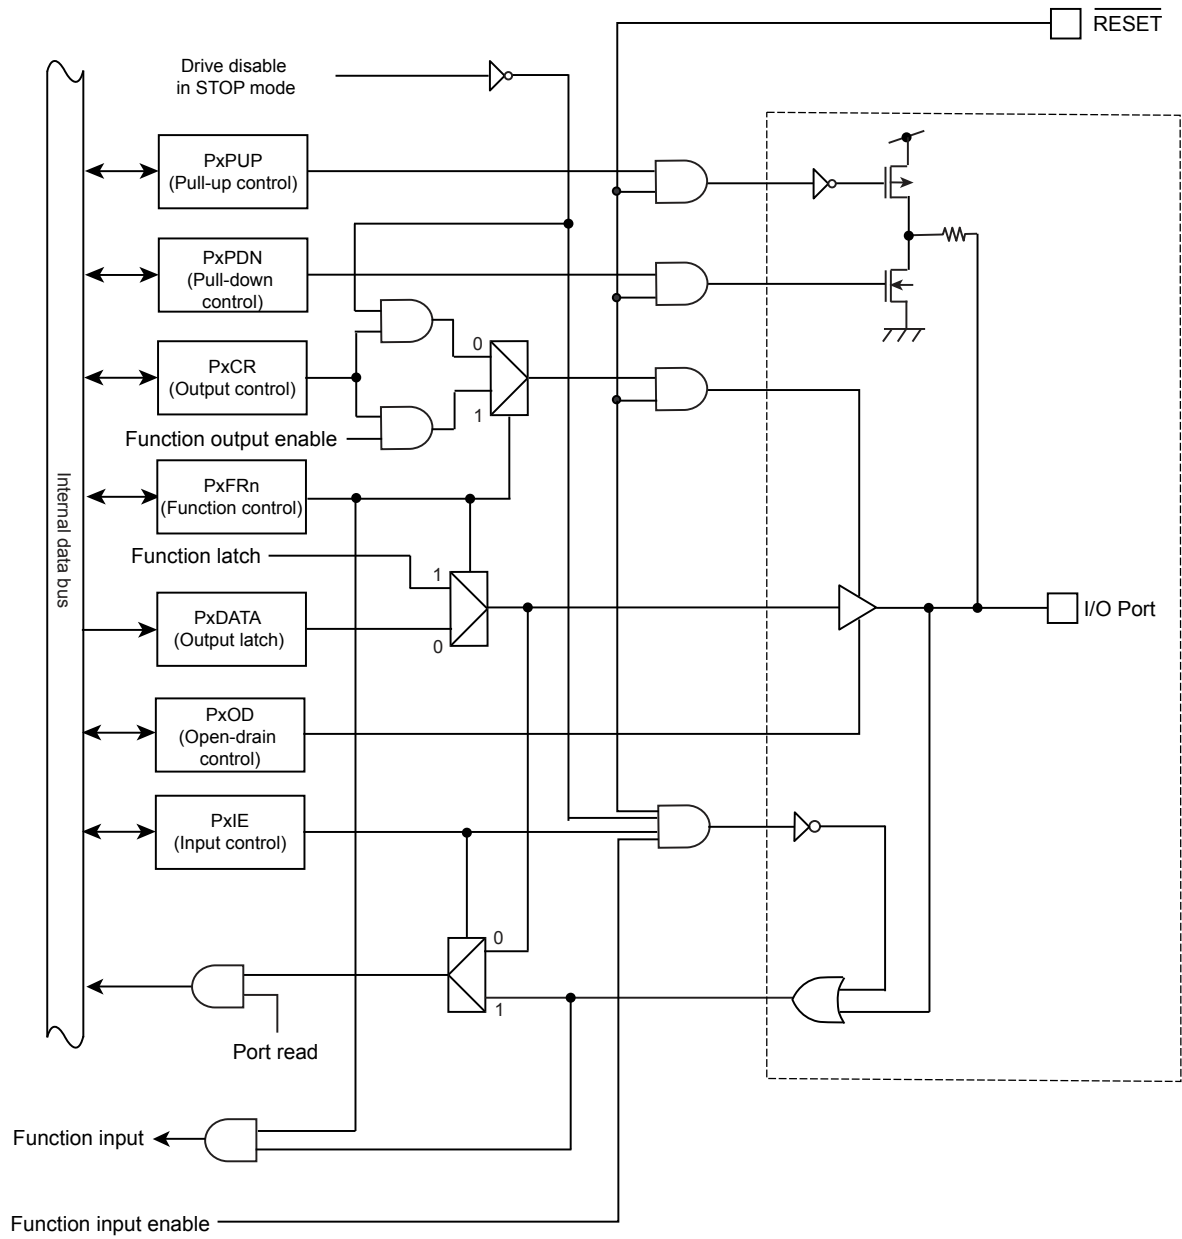 RESET
Drive disable
in STOP mode
PxPUP
(Pull-up control)
PxPDN
(Pull-down
control)
PxCR
(Output control)
0
1
Function output enable
PxFRn
(Function control)
Internal data bus
Function latch
1
0
PxDATA
(Output latch)
I/O Port
PxOD
(Open-drain
control)
PxIE
(Input control)
0
1
Port read
Function input
Function input enable